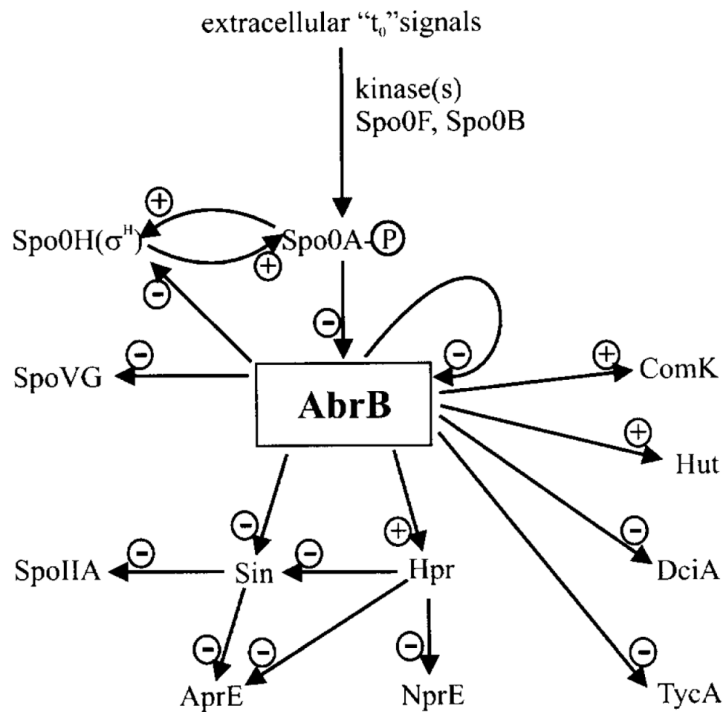 extracellular “t₀”signals
kinase(s)
Spo0F, Spo0B
+
Spo0H(σᴴ)
Spo0A-P
+
-
-
-
-
SpoVG
AbrB
+
ComK
+
Hut
-
+
-
SpoIIA
-
Sin
-
Hpr
DciA
-
-
-
-
AprE
NprE
TycA